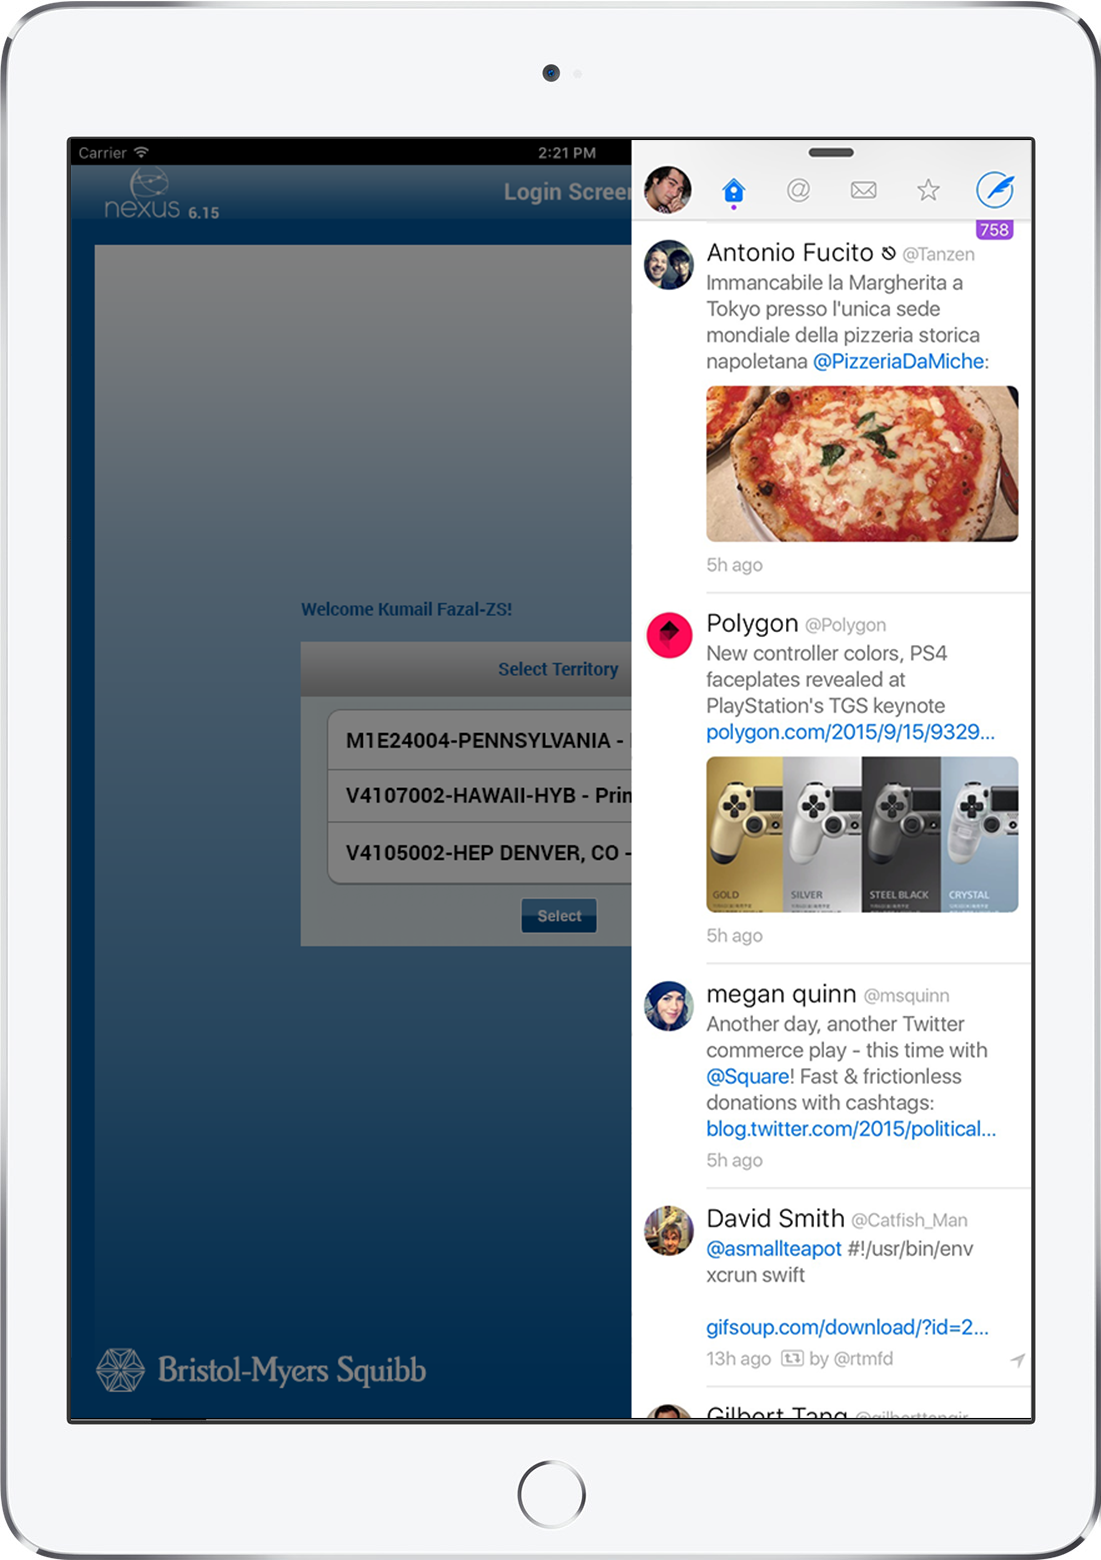 Carrier
2:21 PM
nexus 6.15
Login Screen
Welcome Kumail Fazal-ZS!
Select Territory
M1E24004-PENNSYLVANIA -
V4107002-HAWAII-HYB - Prin
V4105002-HEP DENVER, CO -
Select
Bristol-Myers Squibb
@
758
Antonio Fucito @Tanzen
Immancabile la Margherita a
Tokyo presso l'unica sede
mondiale della pizzeria storica
napoletana @PizzeriaDaMiche:
5h ago
Polygon @Polygon
New controller colors, PS4
faceplates revealed at
PlayStation's TGS keynote
polygon.com/2015/9/15/9329...
GOLD
SILVER
STEEL BLACK
CRYSTAL
5h ago
megan quinn @msquinn
Another day, another Twitter
commerce play - this time with
@Square! Fast & frictionless
donations with cashtags:
blog.twitter.com/2015/political...
5h ago
David Smith @Catfish_Man
@asmallteapot #!/usr/bin/env
xcrun swift
gifsoup.com/download/?id=2...
13h ago by @rtmfd
Gilbert Tang